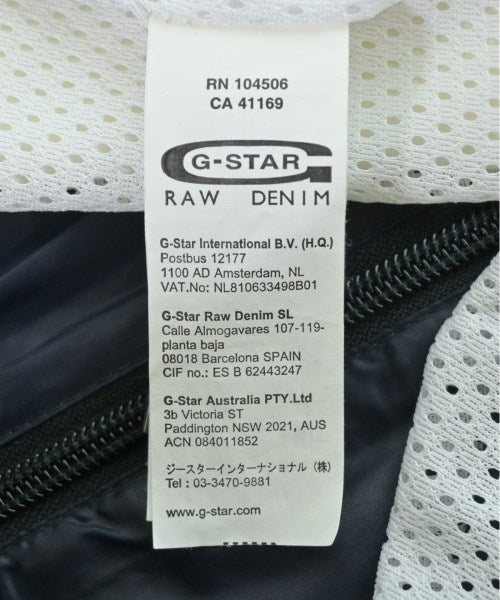 RN 104506
CA 41169
G-STAR
RAW DENIM
G-Star International B.V. (H.Q.)
Postbus 12177
1100 AD Amsterdam, NL
VAT.No: NL810633498B01
G-Star Raw Denim SL
Calle Almogavares 107-119-
planta baja
08018 Barcelona SPAIN
CIF no.: ES B 62443247
G-Star Australia PTY.Ltd
3b Victoria ST
Paddington NSW 2021, AUS
ACN 084011852
ジースターインターナショナル（株）
Tel : 03-3470-9881
www.g-star.com